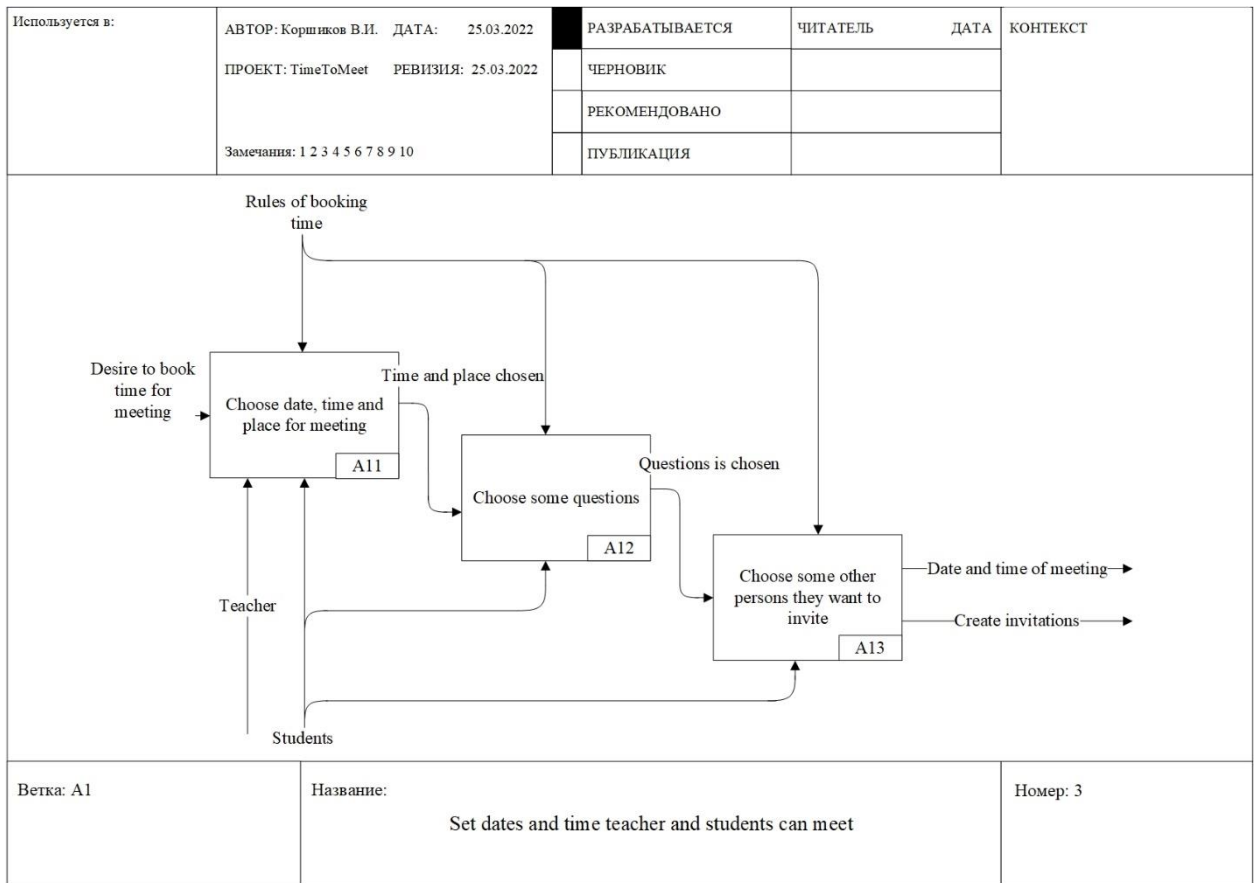 Используется в:
АВТОР: Коршиков В.И. ДАТА: 25.03.2022
ПРОЕКТ: TimeToMeet РЕВИЗИЯ: 25.03.2022
Замечания: 1 2 3 4 5 6 7 8 9 10
РАЗРАБАТЫВАЕТСЯ
ЧЕРНОВИК
РЕКОМЕНДОВАНО
ПУБЛИКАЦИЯ
ЧИТАТЕЛЬ ДАТА
КОНТЕКСТ
Rules of booking
time
Desire to book
time for
meeting
Choose date, time and
place for meeting
A11
Time and place chosen
Choose some questions
A12
Questions is chosen
Choose some other
persons they want to
invite
A13
Date and time of meeting
Create invitations
Teacher
Students
Ветка: A1
Название:
Set dates and time teacher and students can meet
Номер: 3